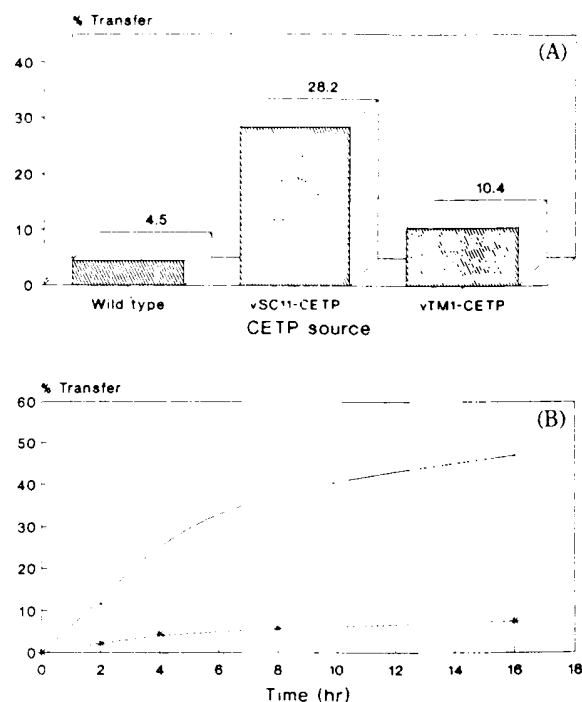 % Transfer
(A)
40
30
20
10
0
28.2
10.4
4.5
Wild type
vSC11-CETP
vTM1-CETP
CETP source
% Transfer
(B)
60
50
40
30
20
10
0
0 2 4 6 8 10 12 14 16 18
Time (hr)